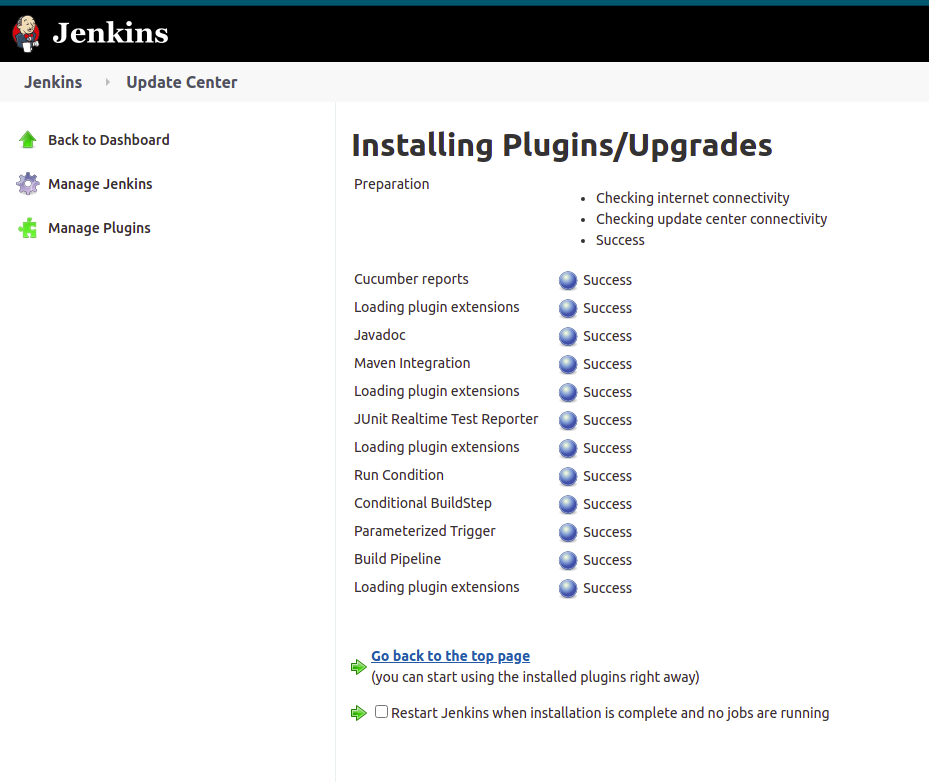 Jenkins
Jenkins Update Center
Back to Dashboard
Manage Jenkins
Manage Plugins
Installing Plugins/Upgrades
Preparation
Checking internet connectivity
Checking update center connectivity
Success
Cucumber reports Success
Loading plugin extensions Success
Javadoc Success
Maven Integration Success
Loading plugin extensions Success
JUnit Realtime Test Reporter Success
Loading plugin extensions Success
Run Condition Success
Conditional BuildStep Success
Parameterized Trigger Success
Build Pipeline Success
Loading plugin extensions Success
Go back to the top page
(you can start using the installed plugins right away)
Restart Jenkins when installation is complete and no jobs are running